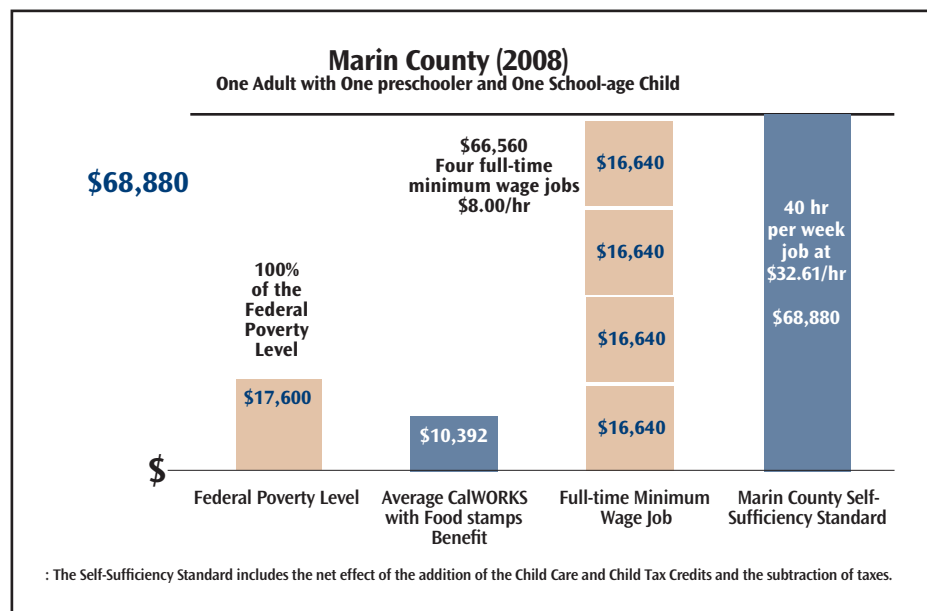 Marin County (2008)
One Adult with One preschooler and One School-age Child
$68,880
$66,560
Four full-time
minimum wage jobs
$8.00/hr
100%
of the
Federal
Poverty
Level
$17,600
$10,392
$16,640
$16,640
$16,640
$16,640
40 hr
per week
job at
$32.61/hr
$68,880
$
Federal Poverty Level
Average CalWORKS
with Food stamps
Benefit
Full-time Minimum
Wage Job
Marin County Self-
Sufficiency Standard
: The Self-Sufficiency Standard includes the net effect of the addition of the Child Care and Child Tax Credits and the subtraction of taxes.